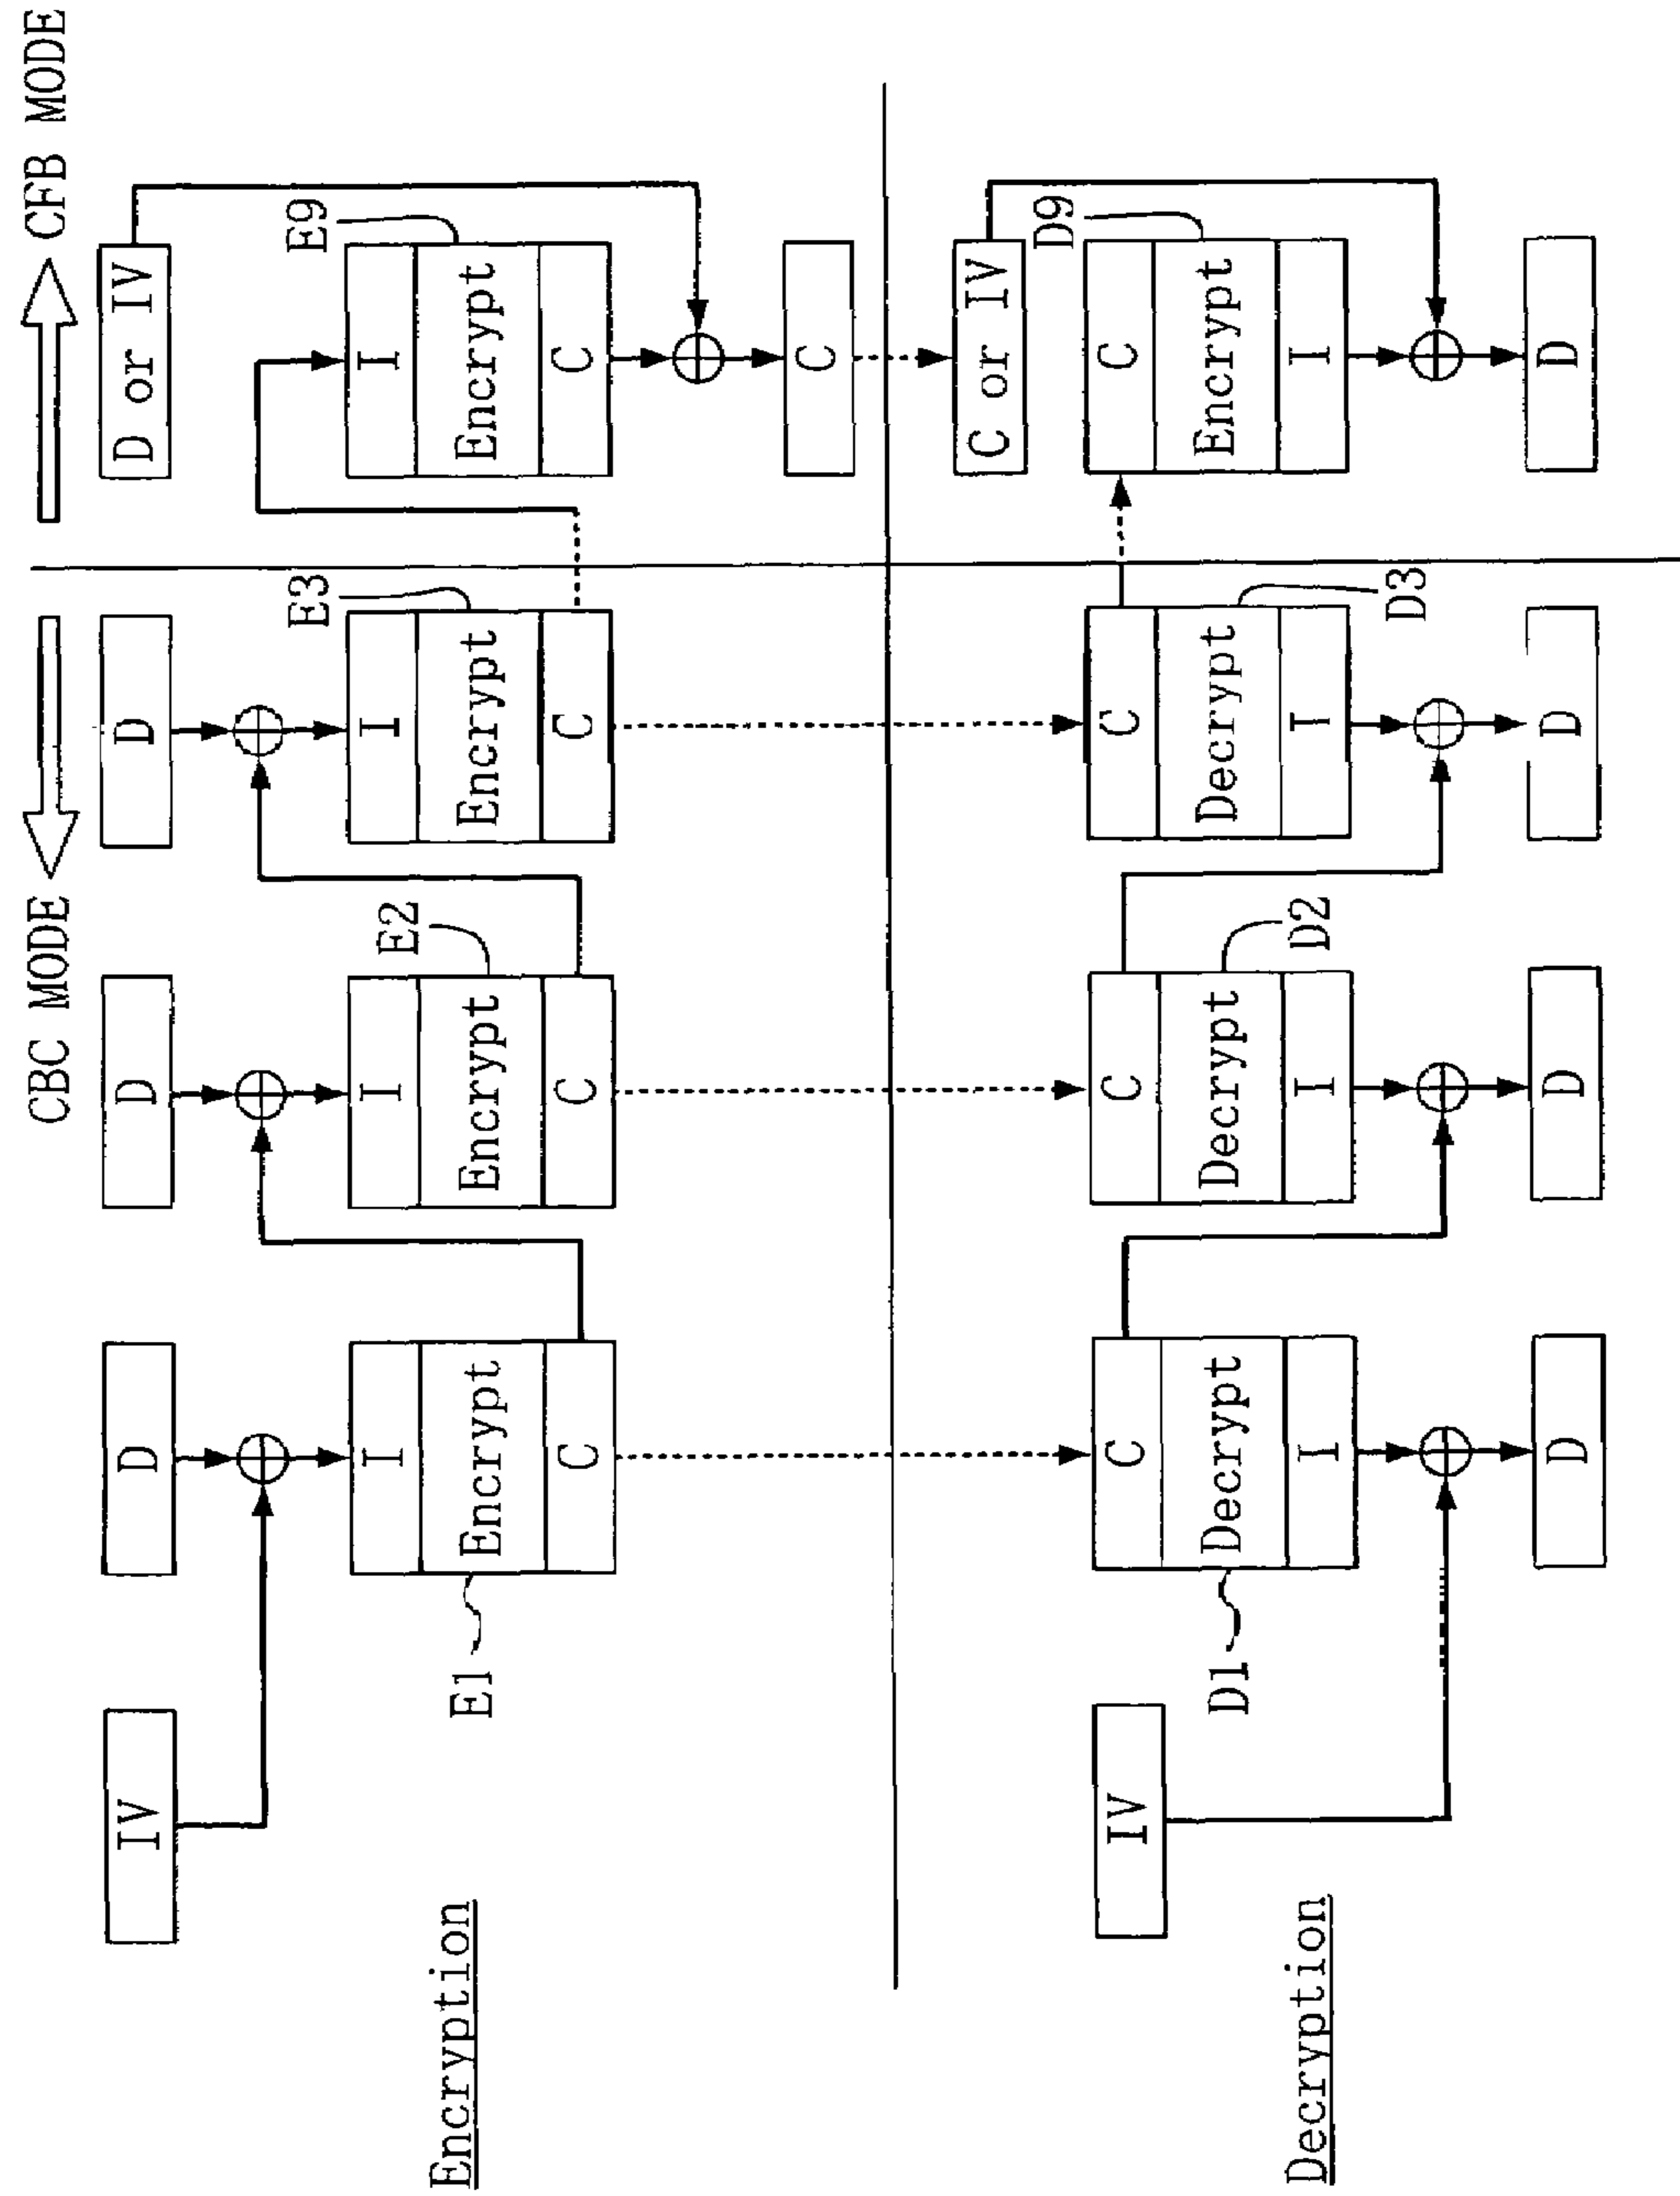 CBC MODE
CFB MODE
Encryption
IV
D
D
D
D or IV
E1
E2
E3
E9
I
Encrypt
C
I
Encrypt
C
I
Encrypt
C
I
Encrypt
C
C
Decryption
IV
C or IV
D1
D2
D3
D9
C
Decrypt
I
C
Decrypt
I
C
Decrypt
I
C
Encrypt
I
D
D
D
D